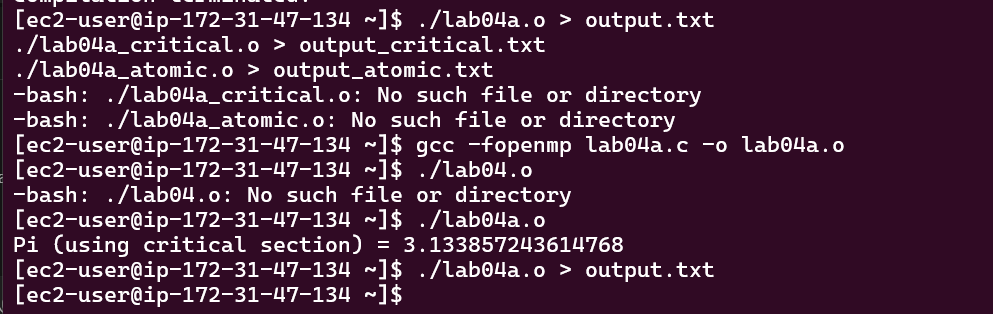 compilation terminated.
[ec2-user@ip-172-31-47-134 ~]$ ./lab04a.o > output.txt
./lab04a_critical.o > output_critical.txt
./lab04a_atomic.o > output_atomic.txt
-bash: ./lab04a_critical.o: No such file or directory
-bash: ./lab04a_atomic.o: No such file or directory
[ec2-user@ip-172-31-47-134 ~]$ gcc -fopenmp lab04a.c -o lab04a.o
[ec2-user@ip-172-31-47-134 ~]$ ./lab04.o
-bash: ./lab04.o: No such file or directory
[ec2-user@ip-172-31-47-134 ~]$ ./lab04a.o
Pi (using critical section) = 3.133857243614768
[ec2-user@ip-172-31-47-134 ~]$ ./lab04a.o > output.txt
[ec2-user@ip-172-31-47-134 ~]$